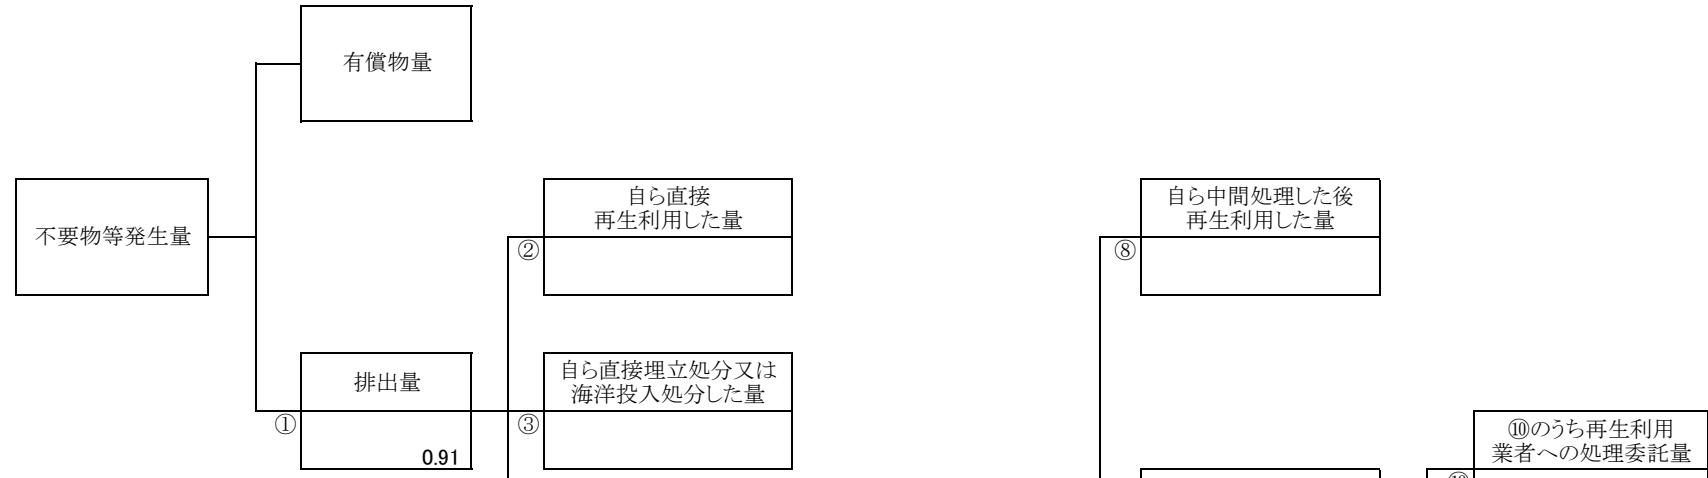 有償物量
不要物等発生量
自ら直接
再生利用した量
②
自ら中間処理した後
再生利用した量
⑧
排出量
①
0.91
自ら直接埋立処分又は
海洋投入処分した量
③
⑩のうち再生利用
業者への処理委託量